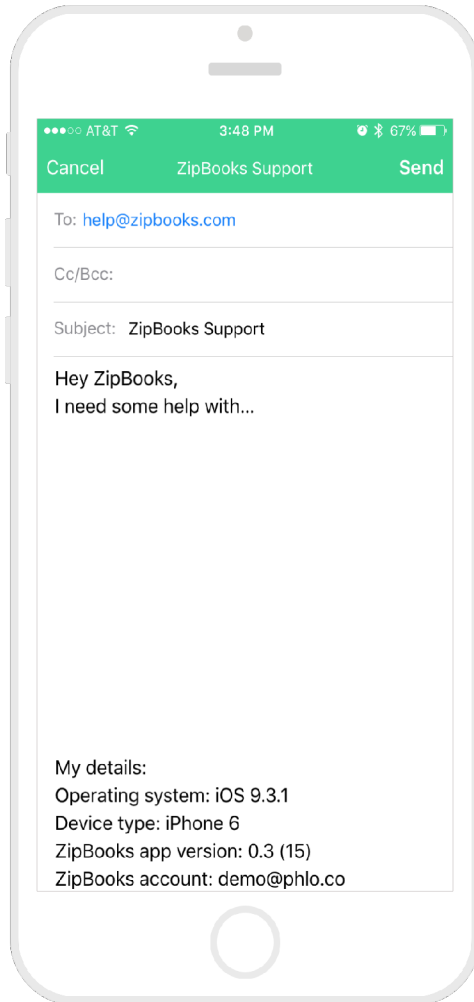 AT&T 3:48 PM 67%
Cancel ZipBooks Support Send
To: help@zipbooks.com
Cc/Bcc:
Subject: ZipBooks Support
Hey ZipBooks,
I need some help with...
My details:
Operating system: iOS 9.3.1
Device type: iPhone 6
ZipBooks app version: 0.3 (15)
ZipBooks account: demo@phlo.co